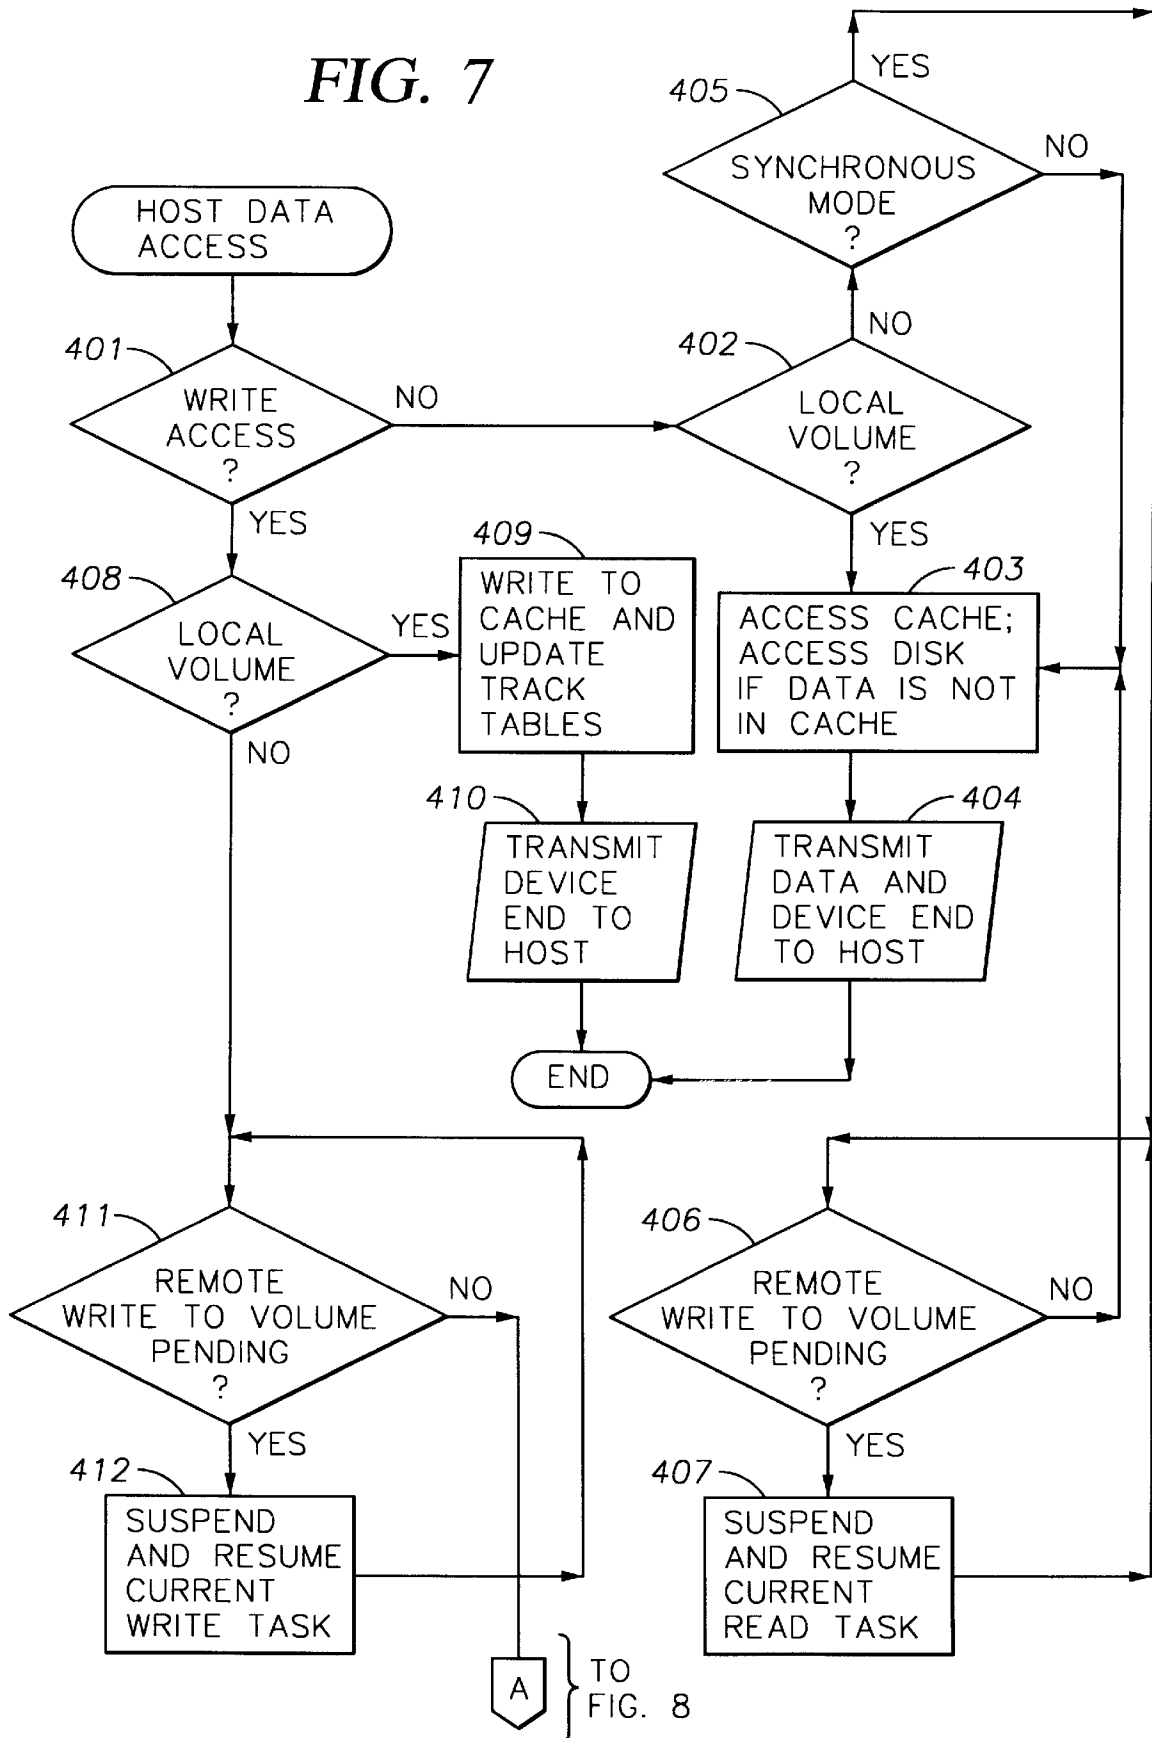 FIG. 7
YES
405
SYNCHRONOUS
MODE
?
NO
HOST DATA
ACCESS
401
WRITE
ACCESS
?
NO
YES
402
NO
LOCAL
VOLUME
?
YES
408
LOCAL
VOLUME
?
YES
NO
409
WRITE TO
CACHE AND
UPDATE
TRACK
TABLES
403
ACCESS CACHE;
ACCESS DISK
IF DATA IS NOT
IN CACHE
410
TRANSMIT
DEVICE
END TO
HOST
404
TRANSMIT
DATA AND
DEVICE END
TO HOST
END
411
REMOTE
WRITE TO VOLUME
PENDING
?
NO
YES
406
REMOTE
WRITE TO VOLUME
PENDING
?
NO
YES
412
SUSPEND
AND RESUME
CURRENT
WRITE TASK
407
SUSPEND
AND RESUME
CURRENT
READ TASK
A
TO
FIG. 8